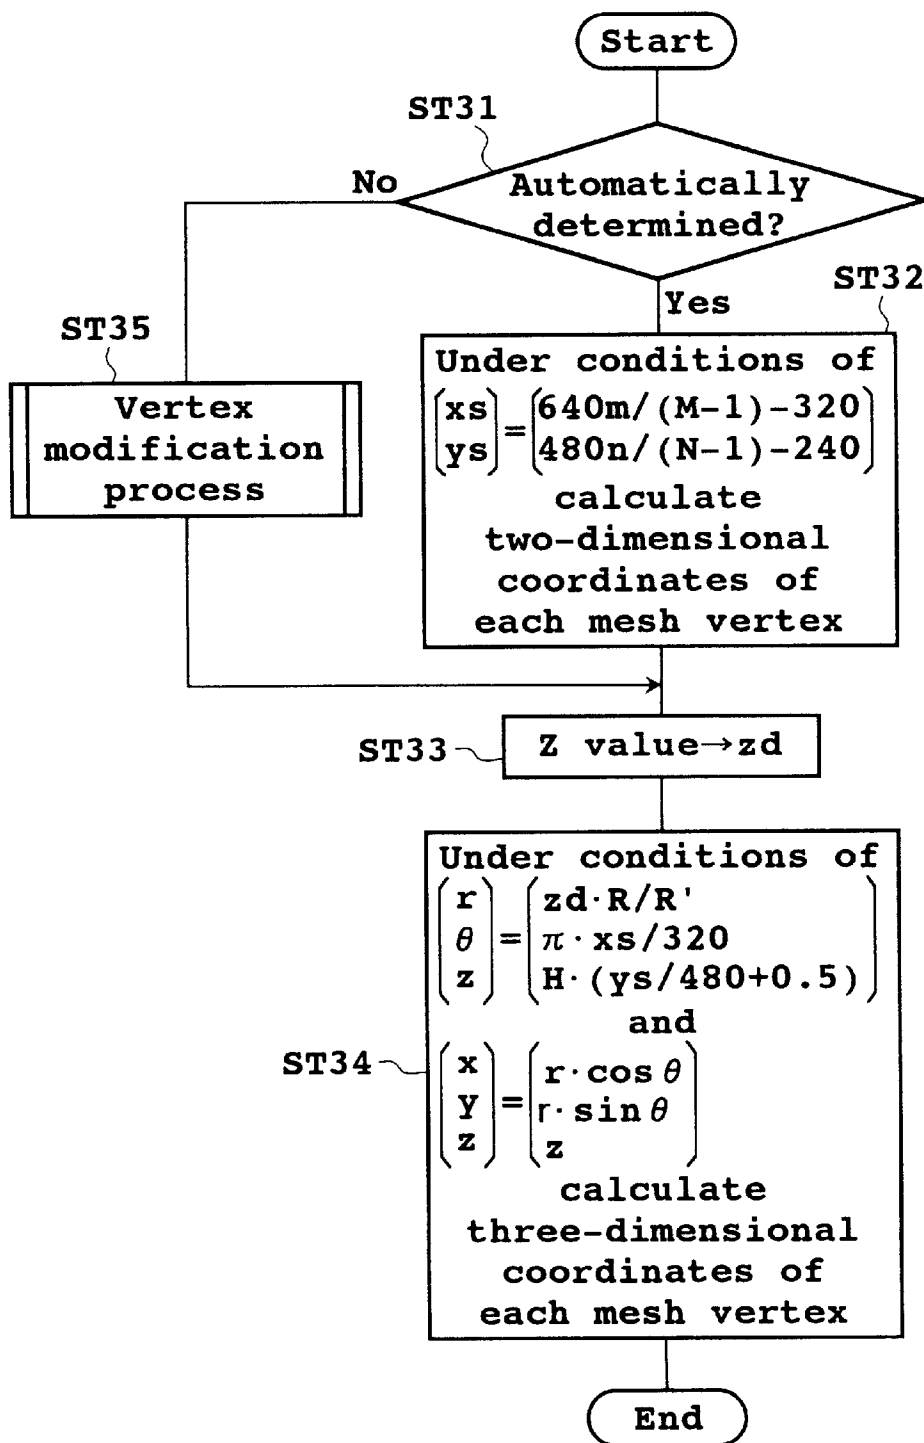 Start
ST31
No
Automatically
determined?
Yes
ST32
ST35
Vertex
modification
process
Under conditions of
(xs) = (640m/(M-1)-320)
(ys) = (480n/(N-1)-240)
calculate
two-dimensional
coordinates of
each mesh vertex
ST33
Z value→zd
Under conditions of
(r) = (zd·R/R')
(θ) = (π·xs/320)
(z) = (H·(ys/480+0.5))
and
ST34
(x) = (r·cos θ)
(y) = (r·sin θ)
(z) = (z)
calculate
three-dimensional
coordinates of
each mesh vertex
End